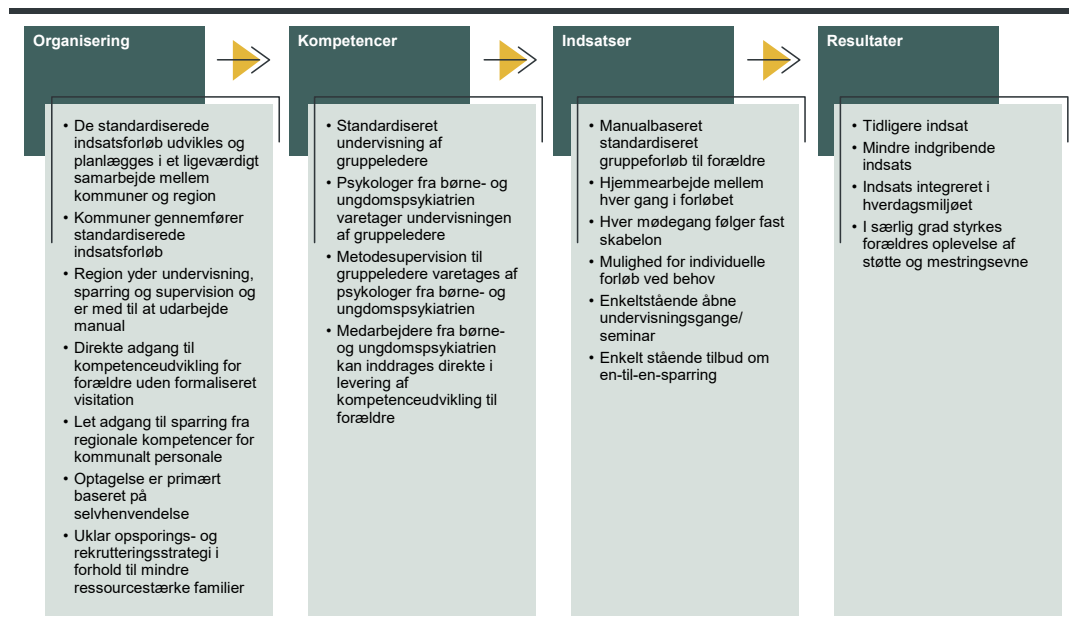 Organisering
• De standardiserede
indsatsforløb udvikles og
planlægges i et ligeværdigt
samarbejde mellem
kommuner og region
• Kommuner gennemfører
standardiserede
indsatsforløb
• Region yder undervisning,
sparring og supervision og
er med til at udarbejde
manual
• Direkte adgang til
kompetenceudvikling for
forældre uden formaliseret
visitation
• Let adgang til sparring fra
regionale kompetencer for
kommunalt personale
• Optagelse er primært
baseret på
selvhenvendelse
• Uklar opsporings- og
rekrutteringsstrategi i
forhold til mindre
ressourcestærke familier
Kompetencer
• Standardiseret
undervisning af
gruppeledere
• Psykologer fra børne- og
ungdomspsykiatrien
varetager undervisningen
af gruppeledere
• Metodesupervision til
gruppeledere varetages af
psykologer fra børne- og
ungdomspsykiatrien
• Medarbejdere fra børne-
og ungdomspsykiatrien
kan inddrages direkte i
levering af
kompetenceudvikling til
forældre
Indsatser
• Manualbaseret
standardiseret
gruppeforløb til forældre
• Hjemmearbejde mellem
hver gang i forløbet
• Hver mødegang følger fast
skabelon
• Mulighed for individuelle
forløb ved behov
• Enkeltstående åbne
undervisningsgange/
seminar
• Enkelt stående tilbud om
en-til-en-sparring
Resultater
• Tidligere indsat
• Mindre indgribende
indsats
• Indsats integreret i
hverdagsmiljøet
• I særlig grad styrkes
forældres oplevelse af
støtte og mestringsevne